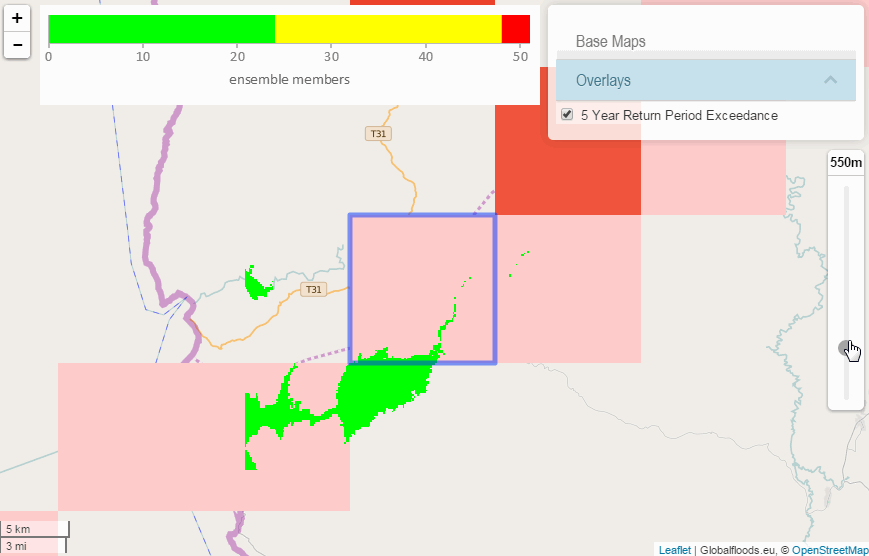 +
−
0 10 20 30 40 50
ensemble members
Base Maps
Overlays
5 Year Return Period Exceedance
T31
550m
T31
5 km
3 mi
Leaflet | Globalfloods.eu, © OpenStreetMap